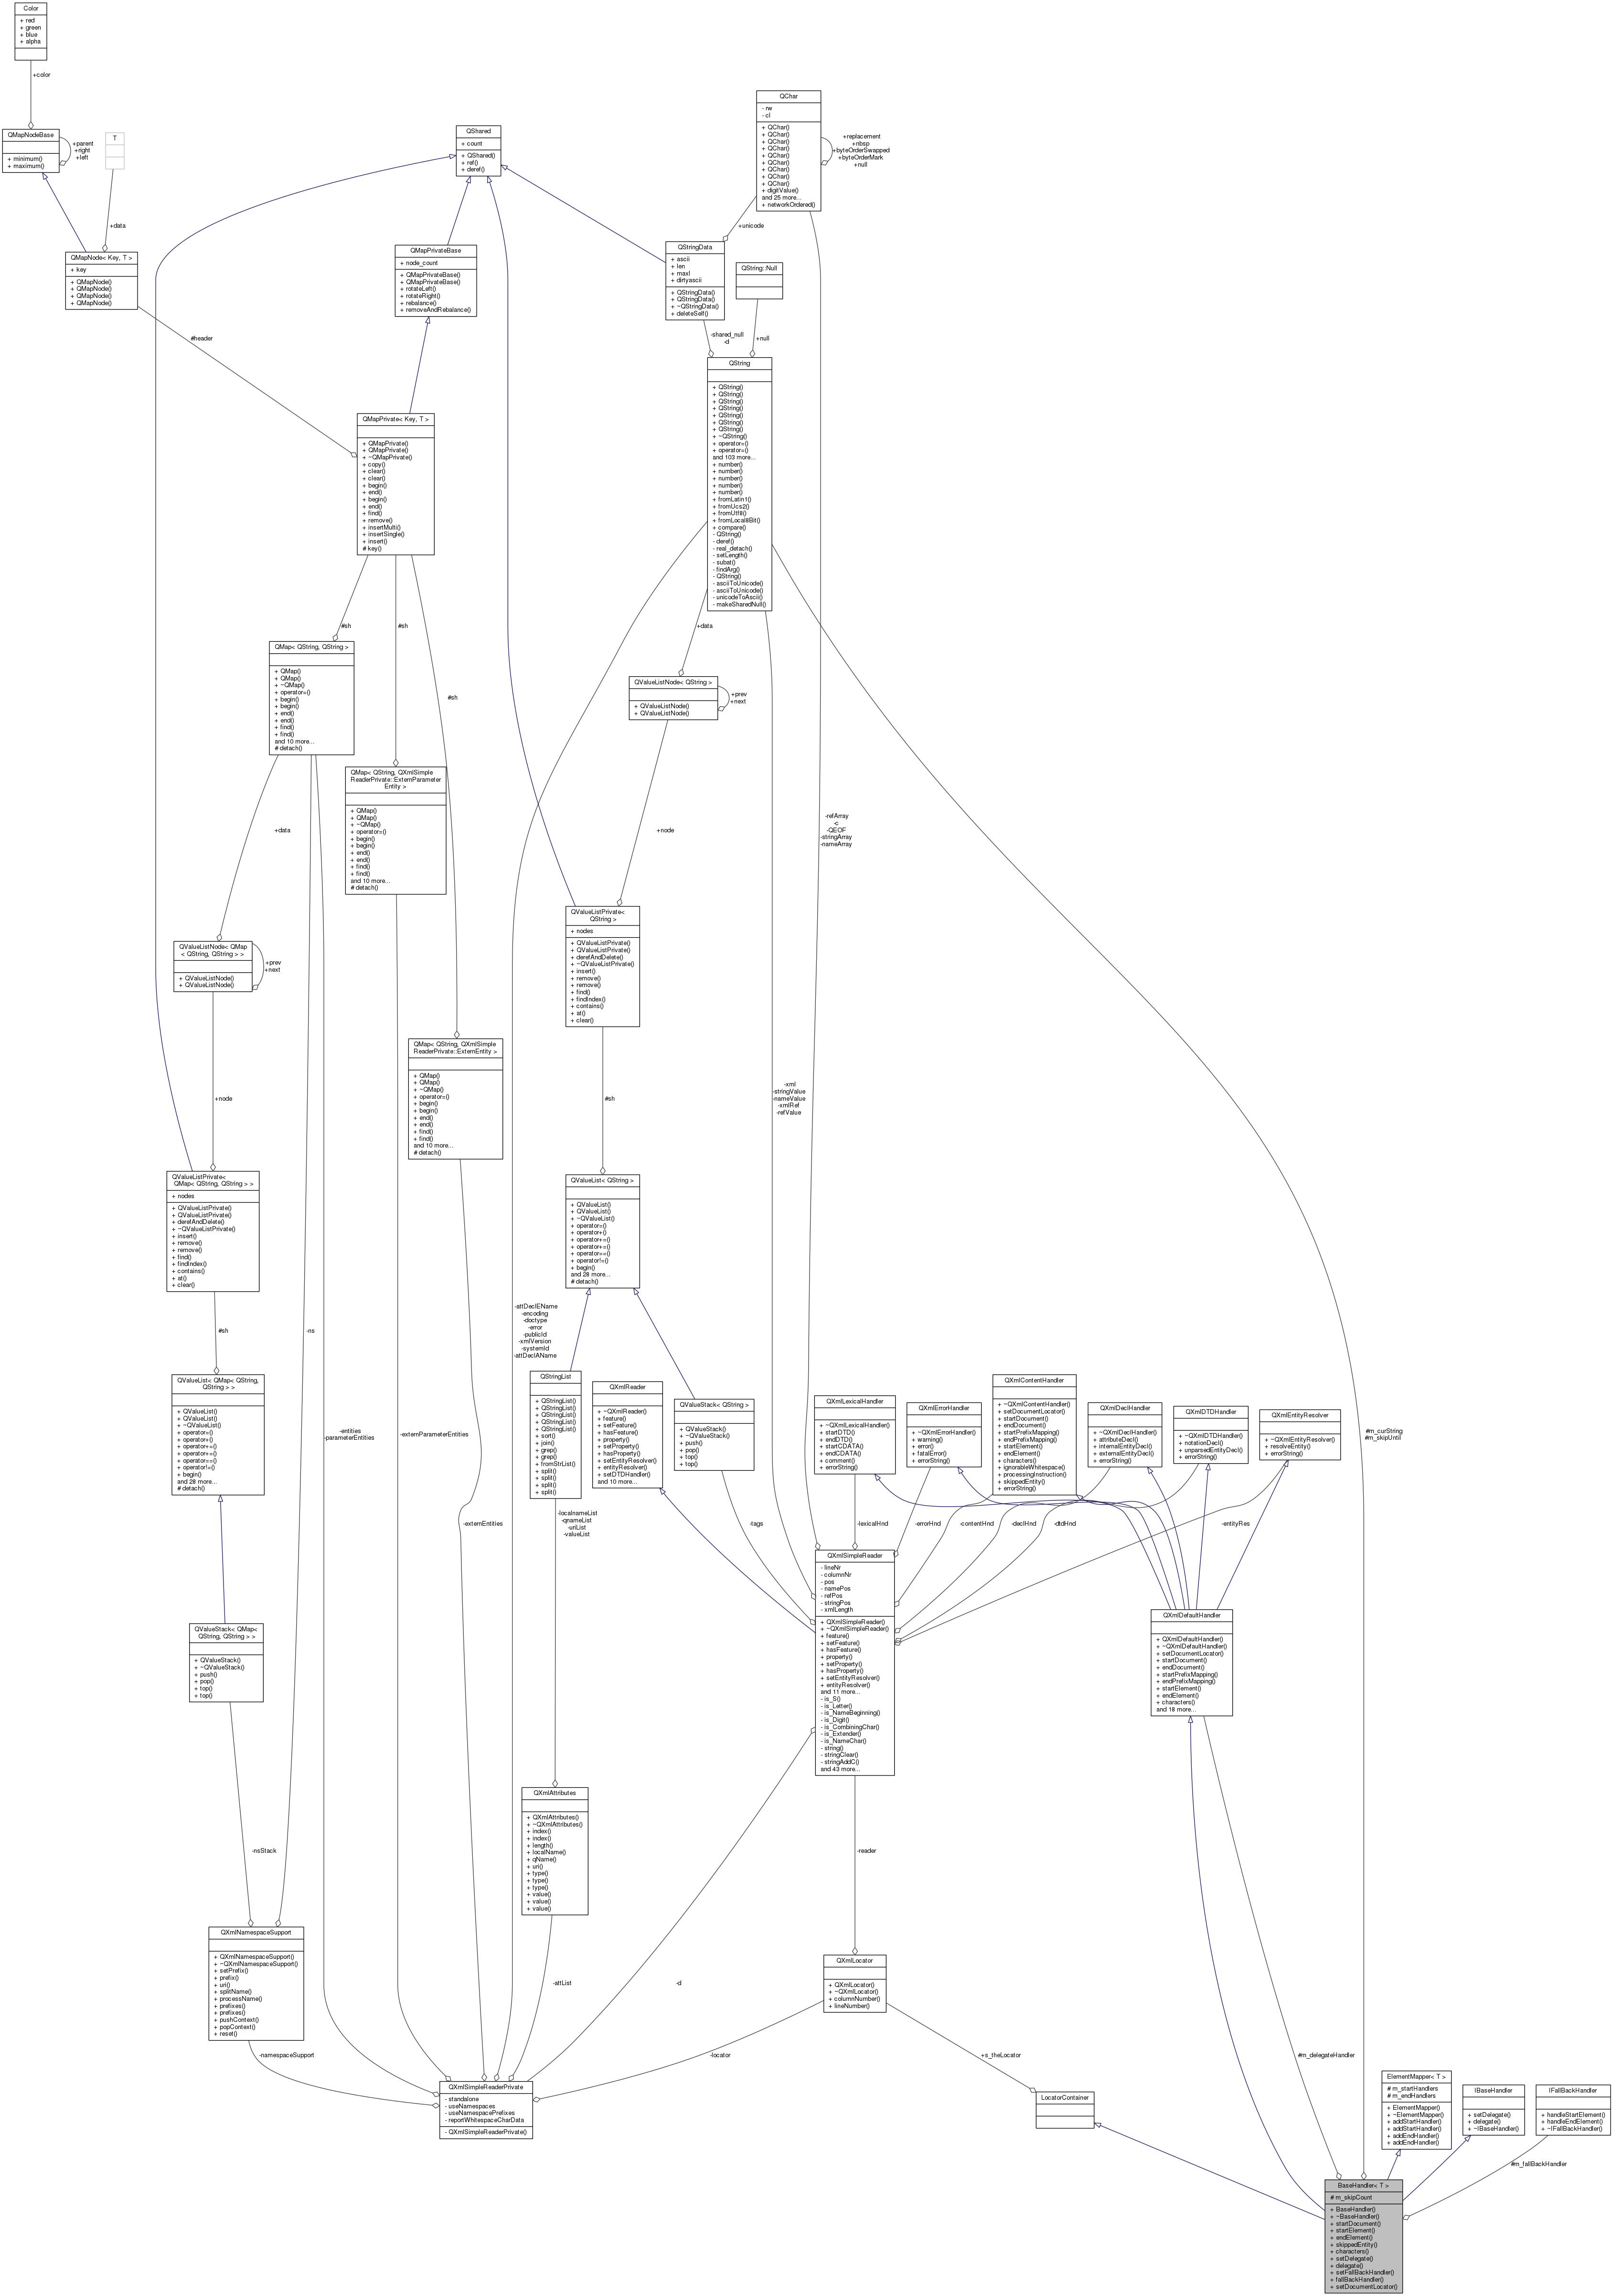 Color
+ red
+ green
+ blue
+ alpha
+color
QMapNodeBase
+ minimum()
+ maximum()
+parent
+right
+left
T
+data
QMapNode< Key, T >
+ key
+ QMapNode()
+ QMapNode()
+ QMapNode()
+ QMapNode()
#header
QShared
+ count
+ QShared()
+ ref()
+ deref()
QMapPrivateBase
+ node_count
+ QMapPrivateBase()
+ QMapPrivateBase()
+ rotateLeft()
+ rotateRight()
+ rebalance()
+ removeAndRebalance()
QChar
- rw
- cl
+ QChar()
+ QChar()
+ QChar()
+ QChar()
+ QChar()
+ QChar()
+ QChar()
+ QChar()
+ QChar()
+ digitValue()
and 25 more...
+ networkOrdered()
+replacement
+nbsp
+byteOrderSwapped
+byteOrderMark
+null
+unicode
QStringData
+ ascii
+ len
+ maxl
+ dirtyascii
+ QStringData()
+ QStringData()
+ ~QStringData()
+ deleteSelf()
QString::Null
-shared_null
-d
+null
QString
+ QString()
+ QString()
+ QString()
+ QString()
+ QString()
+ QString()
+ QString()
+ ~QString()
+ operator=()
+ operator=()
and 103 more...
+ number()
+ number()
+ number()
+ number()
+ number()
+ fromLatin1()
+ fromUcs2()
+ fromUtf8()
+ fromLocal8Bit()
+ compare()
- QString()
- deref()
- real_detach()
- setLength()
- subat()
- findArg()
- QString()
- asciiToUnicode()
- asciiToUnicode()
- unicodeToAscii()
- makeSharedNull()
QMapPrivate< Key, T >
+ QMapPrivate()
+ QMapPrivate()
+ ~QMapPrivate()
+ copy()
+ clear()
+ clear()
+ begin()
+ end()
+ begin()
+ end()
+ find()
+ remove()
+ insertMulti()
+ insertSingle()
+ insert()
# key()
#sh
#sh
#sh
+data
QMap< QString, QString >
+ QMap()
+ QMap()
+ ~QMap()
+ operator=()
+ begin()
+ begin()
+ end()
+ end()
+ find()
+ find()
and 10 more...
# detach()
QValueListNode< QString >
+ QValueListNode()
+ QValueListNode()
+prev
+next
QMap< QString, QXmlSimple
ReaderPrivate::ExternParameter
Entity >
+ QMap()
+ QMap()
+ ~QMap()
+ operator=()
+ begin()
+ begin()
+ end()
+ end()
+ find()
+ find()
and 10 more...
# detach()
+data
+node
-refArray
-c
-QEOF
-stringArray
-nameArray
QValueListPrivate<
QString >
+ nodes
+ QValueListPrivate()
+ QValueListPrivate()
+ derefAndDelete()
+ ~QValueListPrivate()
+ insert()
+ remove()
+ remove()
+ find()
+ findIndex()
+ contains()
+ at()
+ clear()
QValueListNode< QMap
< QString, QString > >
+ QValueListNode()
+ QValueListNode()
+prev
+next
QMap< QString, QXmlSimple
ReaderPrivate::ExternEntity >
+ QMap()
+ QMap()
+ ~QMap()
+ operator=()
+ begin()
+ begin()
+ end()
+ end()
+ find()
+ find()
and 10 more...
# detach()
+node
#sh
-xml
-stringValue
-nameValue
-xmlRef
-refValue
QValueListPrivate<
QMap< QString, QString > >
+ nodes
+ QValueListPrivate()
+ QValueListPrivate()
+ derefAndDelete()
+ ~QValueListPrivate()
+ insert()
+ remove()
+ remove()
+ find()
+ findIndex()
+ contains()
+ at()
+ clear()
QValueList< QString >
+ QValueList()
+ QValueList()
+ ~QValueList()
+ operator=()
+ operator+()
+ operator+=()
+ operator+=()
+ operator==()
+ operator!=()
+ begin()
and 28 more...
# detach()
#sh
-ns
-attDeclEName
-encoding
-doctype
-error
-publicId
-xmlVersion
-systemId
-attDeclAName
QValueList< QMap< QString,
QString > >
+ QValueList()
+ QValueList()
+ ~QValueList()
+ operator=()
+ operator+()
+ operator+=()
+ operator+=()
+ operator==()
+ operator!=()
+ begin()
and 28 more...
# detach()
-entities
-parameterEntities
-externParameterEntities
-externEntities
QStringList
+ QStringList()
+ QStringList()
+ QStringList()
+ QStringList()
+ QStringList()
+ sort()
+ join()
+ grep()
+ grep()
+ fromStrList()
+ split()
+ split()
+ split()
+ split()
QXmlReader
+ ~QXmlReader()
+ feature()
+ setFeature()
+ hasFeature()
+ property()
+ setProperty()
+ hasProperty()
+ setEntityResolver()
+ entityResolver()
+ setDTDHandler()
and 10 more...
QValueStack< QString >
+ QValueStack()
+ ~QValueStack()
+ push()
+ pop()
+ top()
+ top()
QXmlLexicalHandler
+ ~QXmlLexicalHandler()
+ startDTD()
+ endDTD()
+ startCDATA()
+ endCDATA()
+ comment()
+ errorString()
QXmlErrorHandler
+ ~QXmlErrorHandler()
+ warning()
+ error()
+ fatalError()
+ errorString()
QXmlContentHandler
+ ~QXmlContentHandler()
+ setDocumentLocator()
+ startDocument()
+ endDocument()
+ startPrefixMapping()
+ endPrefixMapping()
+ startElement()
+ endElement()
+ characters()
+ ignorableWhitespace()
+ processingInstruction()
+ skippedEntity()
+ errorString()
QXmlDeclHandler
+ ~QXmlDeclHandler()
+ attributeDecl()
+ internalEntityDecl()
+ externalEntityDecl()
+ errorString()
QXmlDTDHandler
+ ~QXmlDTDHandler()
+ notationDecl()
+ unparsedEntityDecl()
+ errorString()
QXmlEntityResolver
+ ~QXmlEntityResolver()
+ resolveEntity()
+ errorString()
#m_curString
#m_skipUntil
-localnameList
-qnameList
-uriList
-valueList
-tags
-lexicalHnd
-errorHnd
-contentHnd
-declHnd
-dtdHnd
-entityRes
QXmlSimpleReader
- lineNr
- columnNr
- pos
- namePos
- refPos
- stringPos
- xmlLength
+ QXmlSimpleReader()
+ ~QXmlSimpleReader()
+ feature()
+ setFeature()
+ hasFeature()
+ property()
+ setProperty()
+ hasProperty()
+ setEntityResolver()
+ entityResolver()
and 11 more...
- is_S()
- is_Letter()
- is_NameBeginning()
- is_Digit()
- is_CombiningChar()
- is_Extender()
- is_NameChar()
- string()
- stringClear()
- stringAddC()
and 43 more...
QXmlDefaultHandler
+ QXmlDefaultHandler()
+ ~QXmlDefaultHandler()
+ setDocumentLocator()
+ startDocument()
+ endDocument()
+ startPrefixMapping()
+ endPrefixMapping()
+ startElement()
+ endElement()
+ characters()
and 18 more...
QValueStack< QMap<
QString, QString > >
+ QValueStack()
+ ~QValueStack()
+ push()
+ pop()
+ top()
+ top()
-nsStack
QXmlAttributes
+ QXmlAttributes()
+ ~QXmlAttributes()
+ index()
+ index()
+ length()
+ localName()
+ qName()
+ uri()
+ type()
+ type()
+ type()
+ value()
+ value()
+ value()
-reader
QXmlNamespaceSupport
+ QXmlNamespaceSupport()
+ ~QXmlNamespaceSupport()
+ setPrefix()
+ prefix()
+ uri()
+ splitName()
+ processName()
+ prefixes()
+ prefixes()
+ pushContext()
+ popContext()
+ reset()
-attList
-d
QXmlLocator
+ QXmlLocator()
+ ~QXmlLocator()
+ columnNumber()
+ lineNumber()
-namespaceSupport
-locator
+s_theLocator
#m_delegateHandler
QXmlSimpleReaderPrivate
- standalone
- useNamespaces
- useNamespacePrefixes
- reportWhitespaceCharData
- QXmlSimpleReaderPrivate()
LocatorContainer
ElementMapper< T >
# m_startHandlers
# m_endHandlers
+ ElementMapper()
+ ~ElementMapper()
+ addStartHandler()
+ addStartHandler()
+ addEndHandler()
+ addEndHandler()
IBaseHandler
+ setDelegate()
+ delegate()
+ ~IBaseHandler()
IFallBackHandler
+ handleStartElement()
+ handleEndElement()
+ ~IFallBackHandler()
#m_fallBackHandler
BaseHandler< T >
# m_skipCount
+ BaseHandler()
+ ~BaseHandler()
+ startDocument()
+ startElement()
+ endElement()
+ skippedEntity()
+ characters()
+ setDelegate()
+ delegate()
+ setFallBackHandler()
+ fallBackHandler()
+ setDocumentLocator()